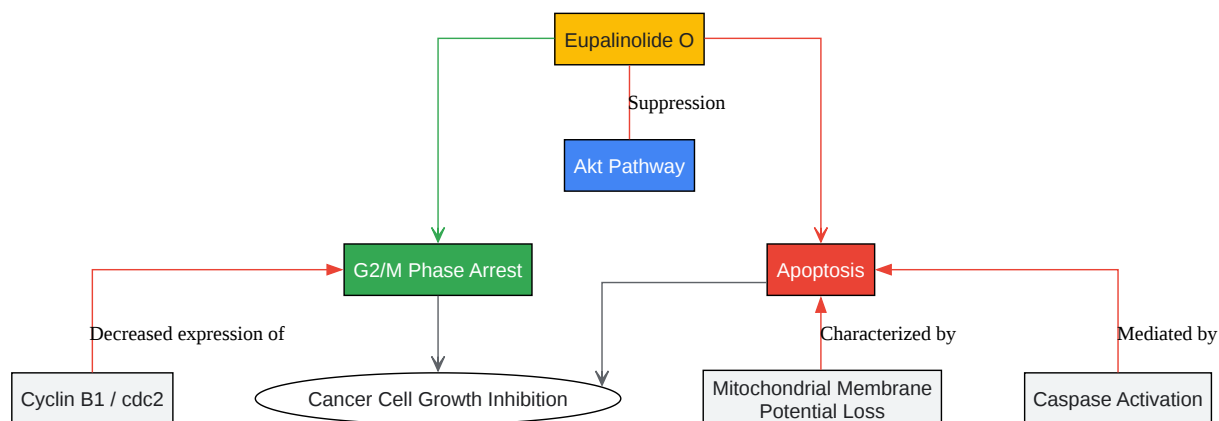 Eupalinolide O
Suppression
Akt Pathway
G2/M Phase Arrest
Apoptosis
Decreased expression of
Characterized by
Mediated by
Cyclin B1 / cdc2
Cancer Cell Growth Inhibition
Mitochondrial Membrane
Potential Loss
Caspase Activation